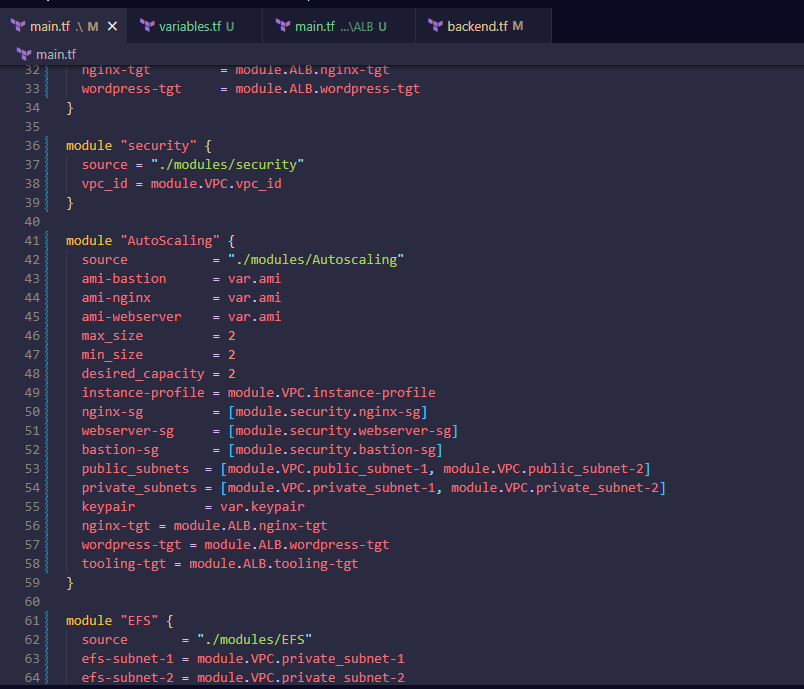 main.tf .\ M ✕ variables.tf U main.tf ...\ALB U backend.tf M
main.tf
32 nginx-tgt = module.ALB.nginx-tgt
33 wordpress-tgt = module.ALB.wordpress-tgt
34 }
35
36 module "security" {
37 source = "./modules/security"
38 vpc_id = module.VPC.vpc_id
39 }
40
41 module "AutoScaling" {
42 source = "./modules/Autoscaling"
43 ami-bastion = var.ami
44 ami-nginx = var.ami
45 ami-webserver = var.ami
46 max_size = 2
47 min_size = 2
48 desired_capacity = 2
49 instance-profile = module.VPC.instance-profile
50 nginx-sg = [module.security.nginx-sg]
51 webserver-sg = [module.security.webserver-sg]
52 bastion-sg = [module.security.bastion-sg]
53 public_subnets = [module.VPC.public_subnet-1, module.VPC.public_subnet-2]
54 private_subnets = [module.VPC.private_subnet-1, module.VPC.private_subnet-2]
55 keypair = var.keypair
56 nginx-tgt = module.ALB.nginx-tgt
57 wordpress-tgt = module.ALB.wordpress-tgt
58 tooling-tgt = module.ALB.tooling-tgt
59 }
60
61 module "EFS" {
62 source = "./modules/EFS"
63 efs-subnet-1 = module.VPC.private_subnet-1
64 efs-subnet-2 = module.VPC.private_subnet-2